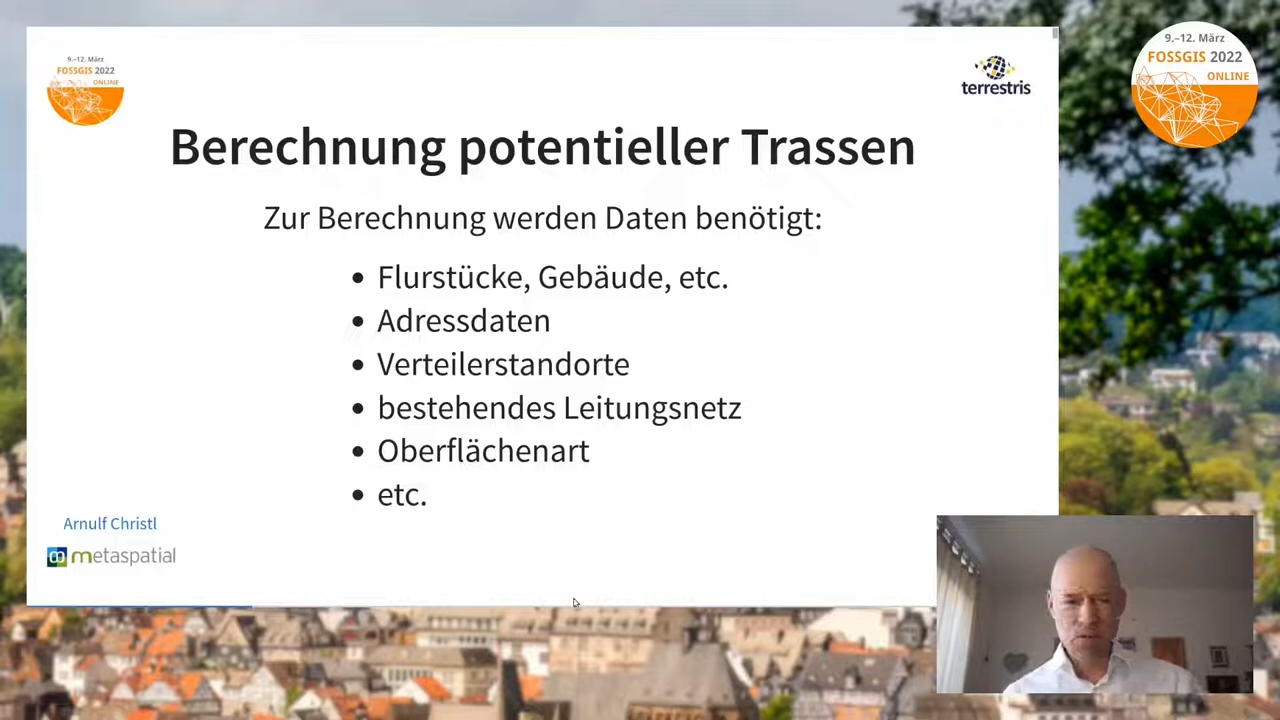 9.–12. März
FOSSGIS 2022
ONLINE
terrestris
Berechnung potentieller Trassen
Zur Berechnung werden Daten benötigt:
• Flurstücke, Gebäude, etc.
• Adressdaten
• Verteilerstandorte
• bestehendes Leitungsnetz
• Oberflächenart
• etc.
Arnulf Christl
metaspatial
9.–12. März
FOSSGIS 2022
ONLINE